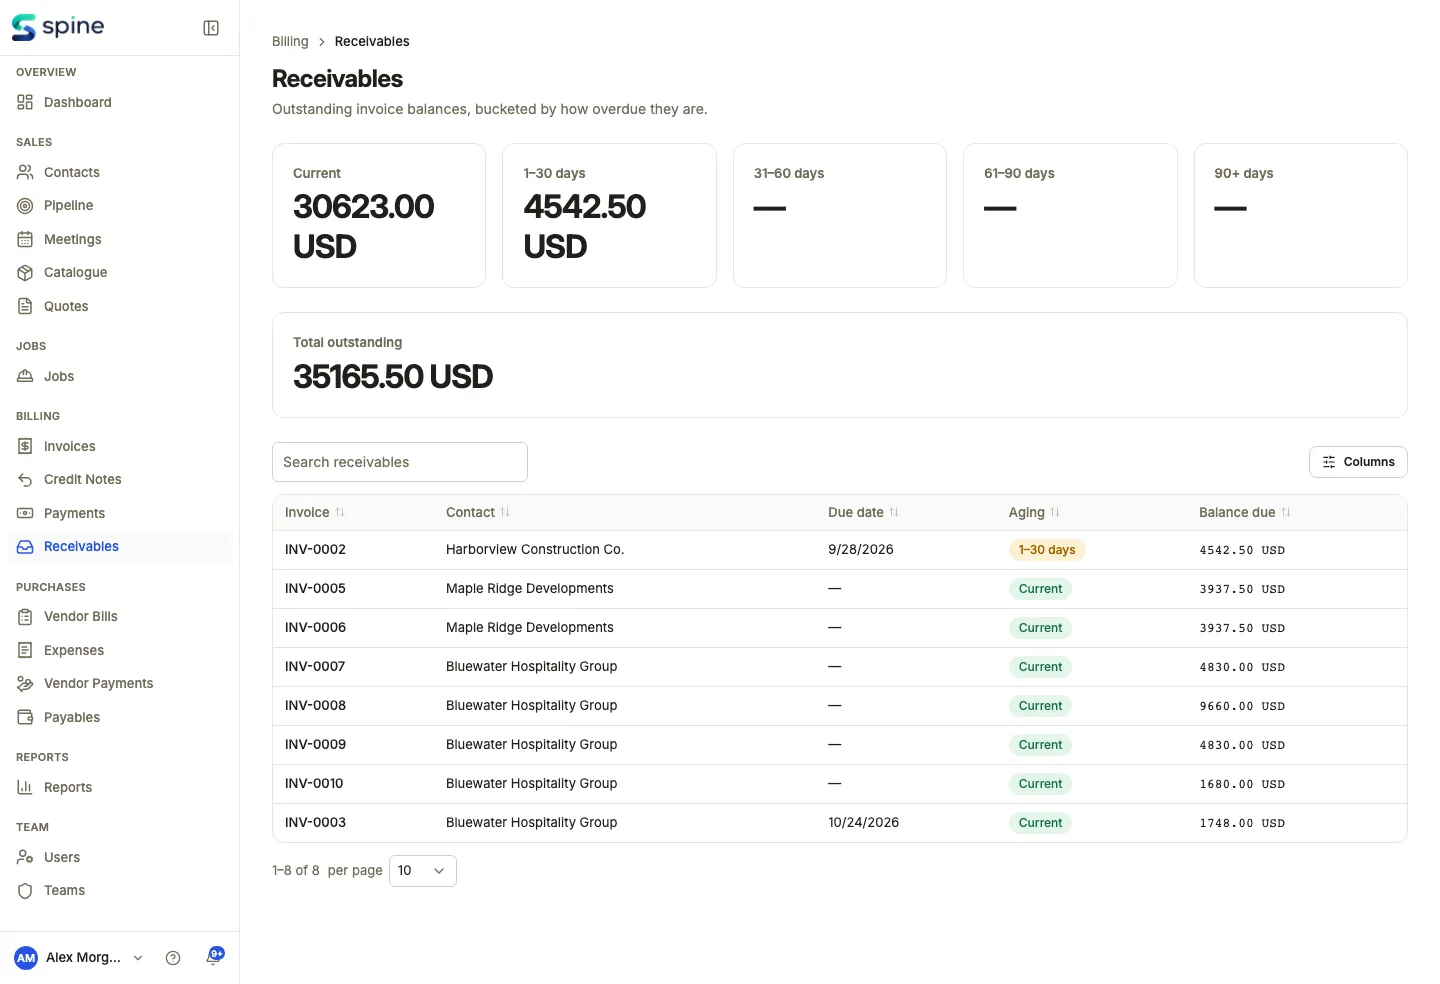 spine
OVERVIEW
Dashboard
SALES
Contacts
Pipeline
Meetings
Catalogue
Quotes
JOBS
Jobs
BILLING
Invoices
Credit Notes
Payments
Receivables
PURCHASES
Vendor Bills
Expenses
Vendor Payments
Payables
REPORTS
Reports
TEAM
Users
Teams
AM Alex Morg... 9+
Billing > Receivables
Receivables
Outstanding invoice balances, bucketed by how overdue they are.
Current
30623.00
USD
1–30 days
4542.50
USD
31–60 days
—
61–90 days
—
90+ days
—
Total outstanding
35165.50 USD
Search receivables
Columns
Invoice Contact Due date Aging Balance due
INV-0002 Harborview Construction Co. 9/28/2026 1–30 days 4542.50 USD
INV-0005 Maple Ridge Developments — Current 3937.50 USD
INV-0006 Maple Ridge Developments — Current 3937.50 USD
INV-0007 Bluewater Hospitality Group — Current 4830.00 USD
INV-0008 Bluewater Hospitality Group — Current 9660.00 USD
INV-0009 Bluewater Hospitality Group — Current 4830.00 USD
INV-0010 Bluewater Hospitality Group — Current 1680.00 USD
INV-0003 Bluewater Hospitality Group 10/24/2026 Current 1748.00 USD
1–8 of 8 per page 10